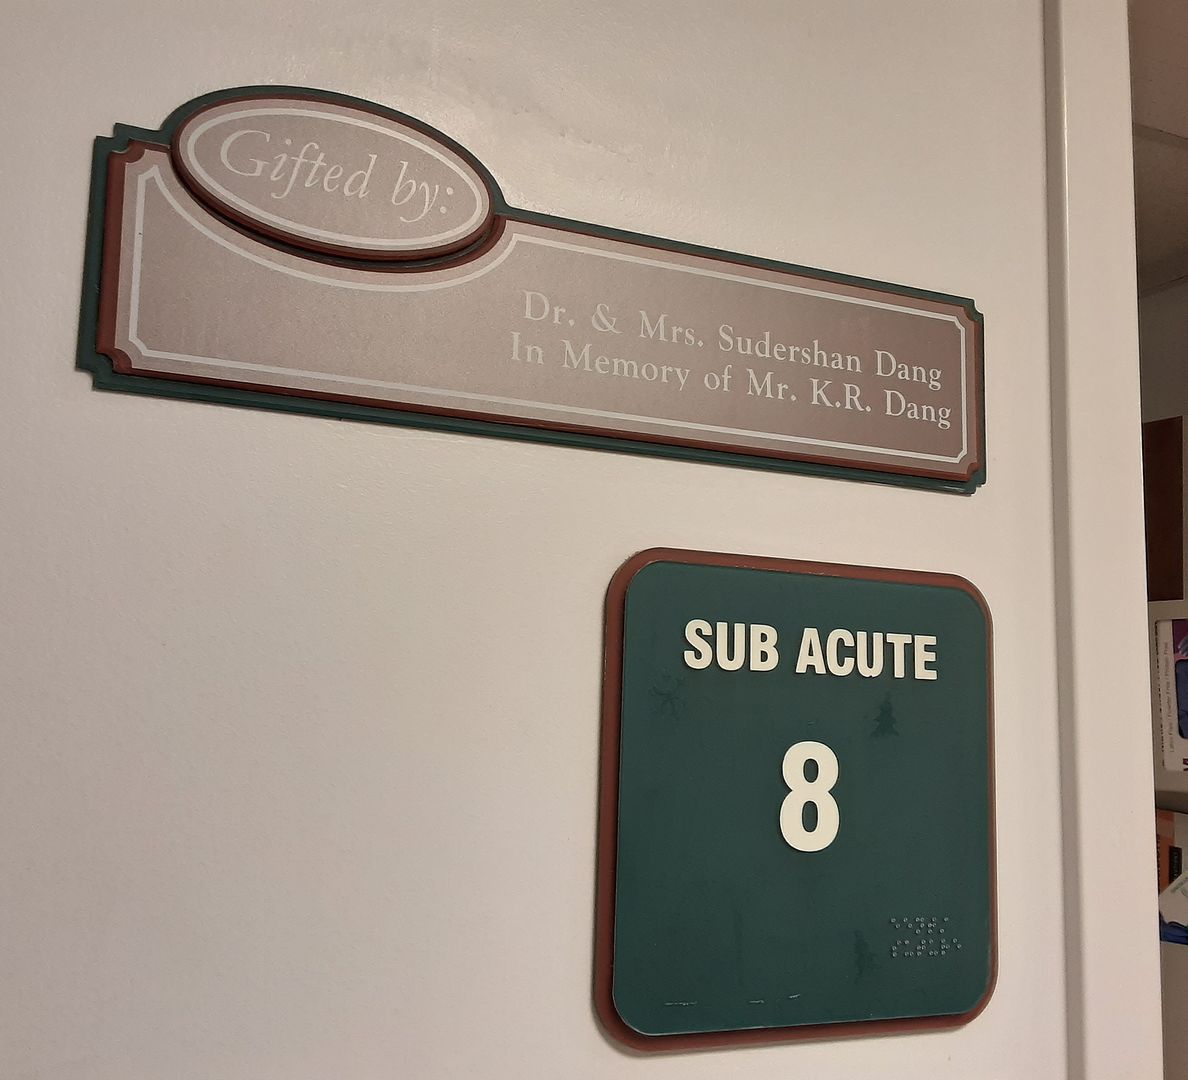 Gifted by:
Dr. & Mrs. Sudershan Dang
In Memory of Mr. K.R. Dang
SUB ACUTE
8